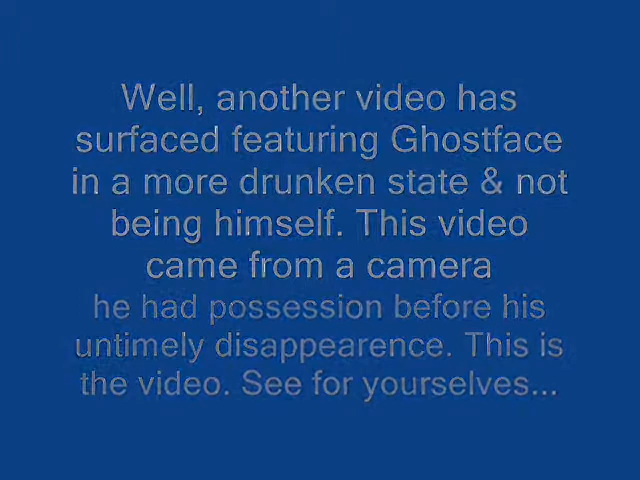 Well, another video has
surfaced featuring Ghostface
in a more drunken state & not
being himself. This video
came from a camera
he had possession before his
untimely disappearence. This is
the video. See for yourselves...